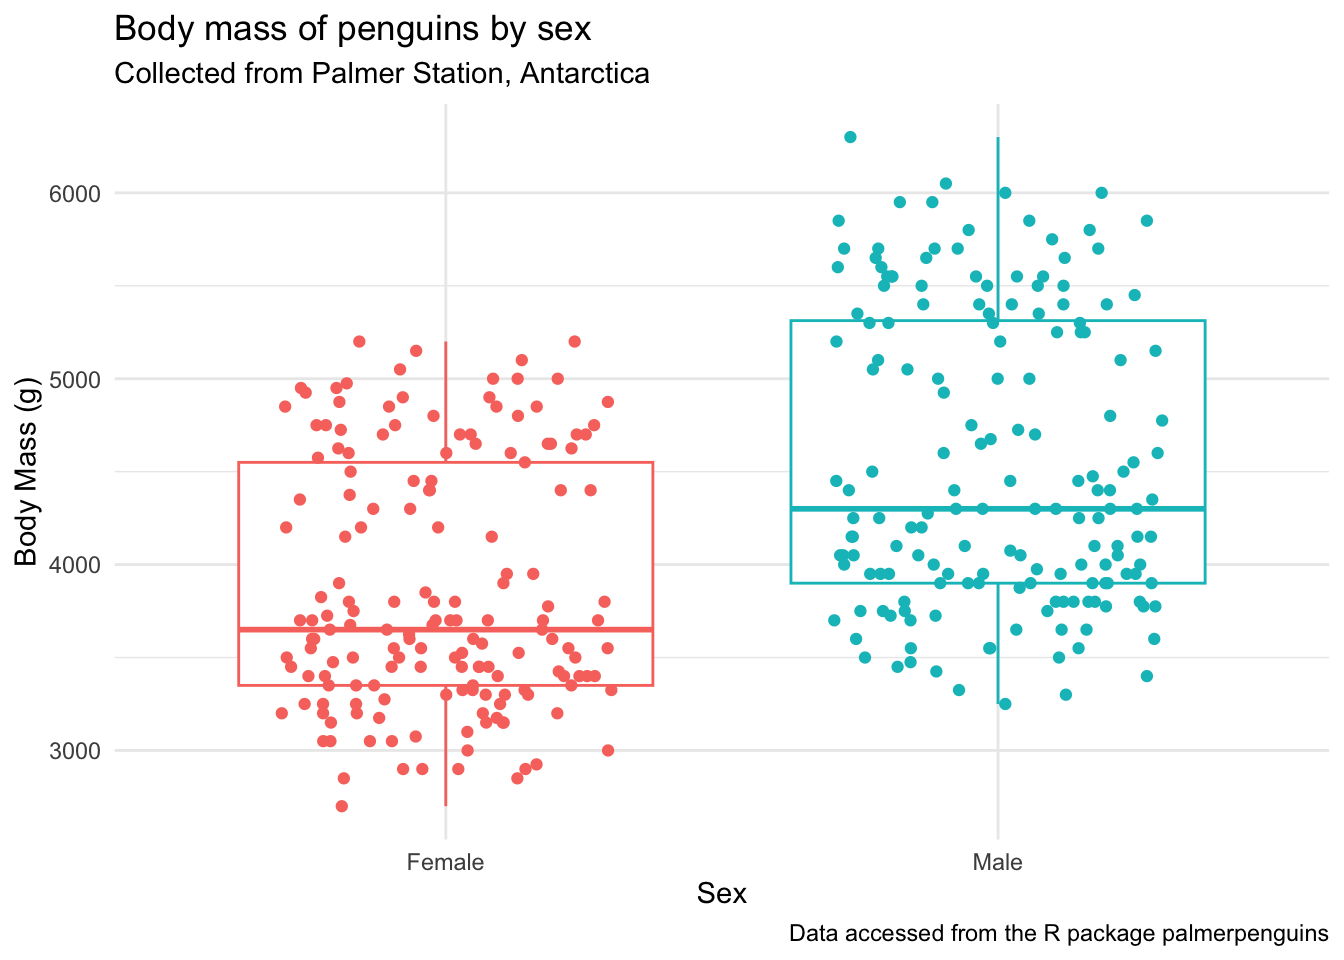 Body mass of penguins by sex
Collected from Palmer Station, Antarctica
6000
5000
4000
3000
Body Mass (g)
Female
Male
Sex
Data accessed from the R package palmerpenguins